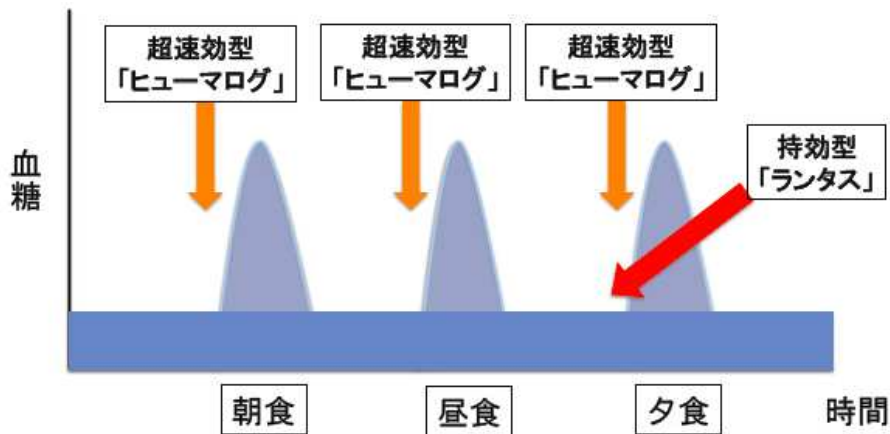 超速効型
「ヒューマログ」
超速効型
「ヒューマログ」
超速効型
「ヒューマログ」
持効型
「ランタス」
血糖
朝食
昼食
夕食
時間